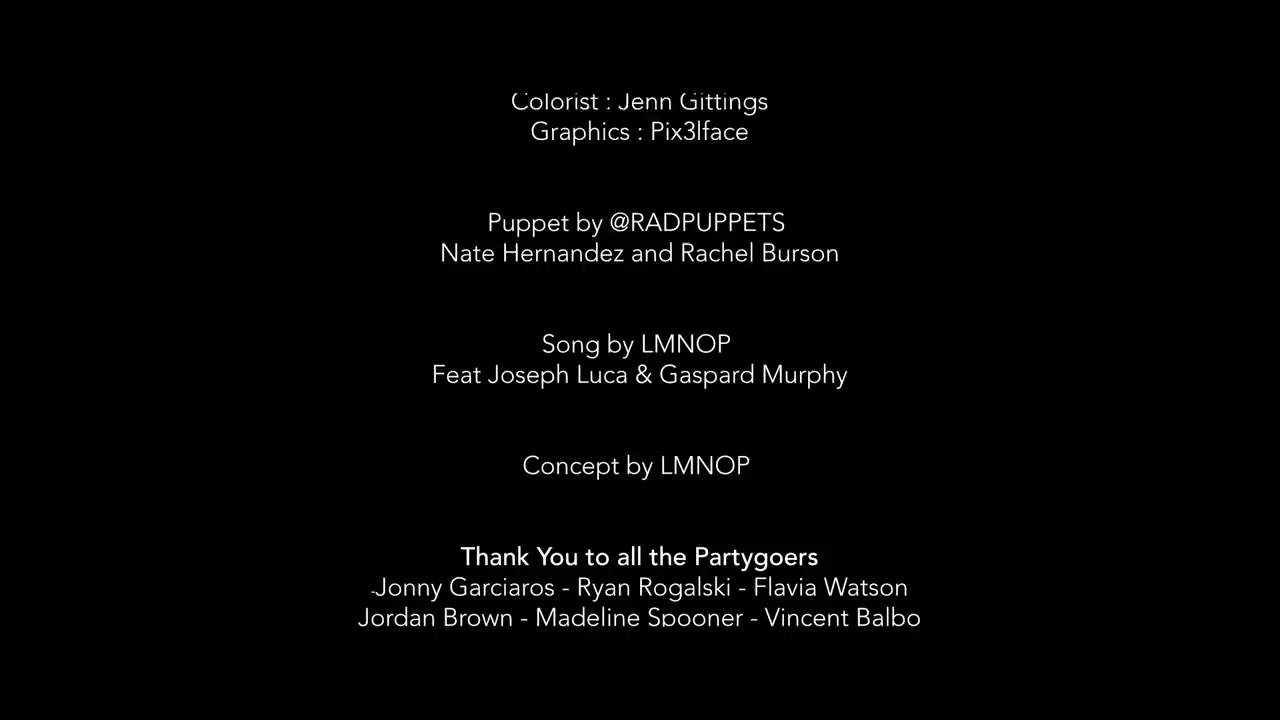 Colorist : Jenn Gittings
Graphics : Pix3lface
Puppet by @RADPUPPETS
Nate Hernandez and Rachel Burson
Song by LMNOP
Feat Joseph Luca & Gaspard Murphy
Concept by LMNOP
Thank You to all the Partygoers
-Jonny Garciaros - Ryan Rogalski - Flavia Watson
Jordan Brown - Madeline Spooner - Vincent Balbo